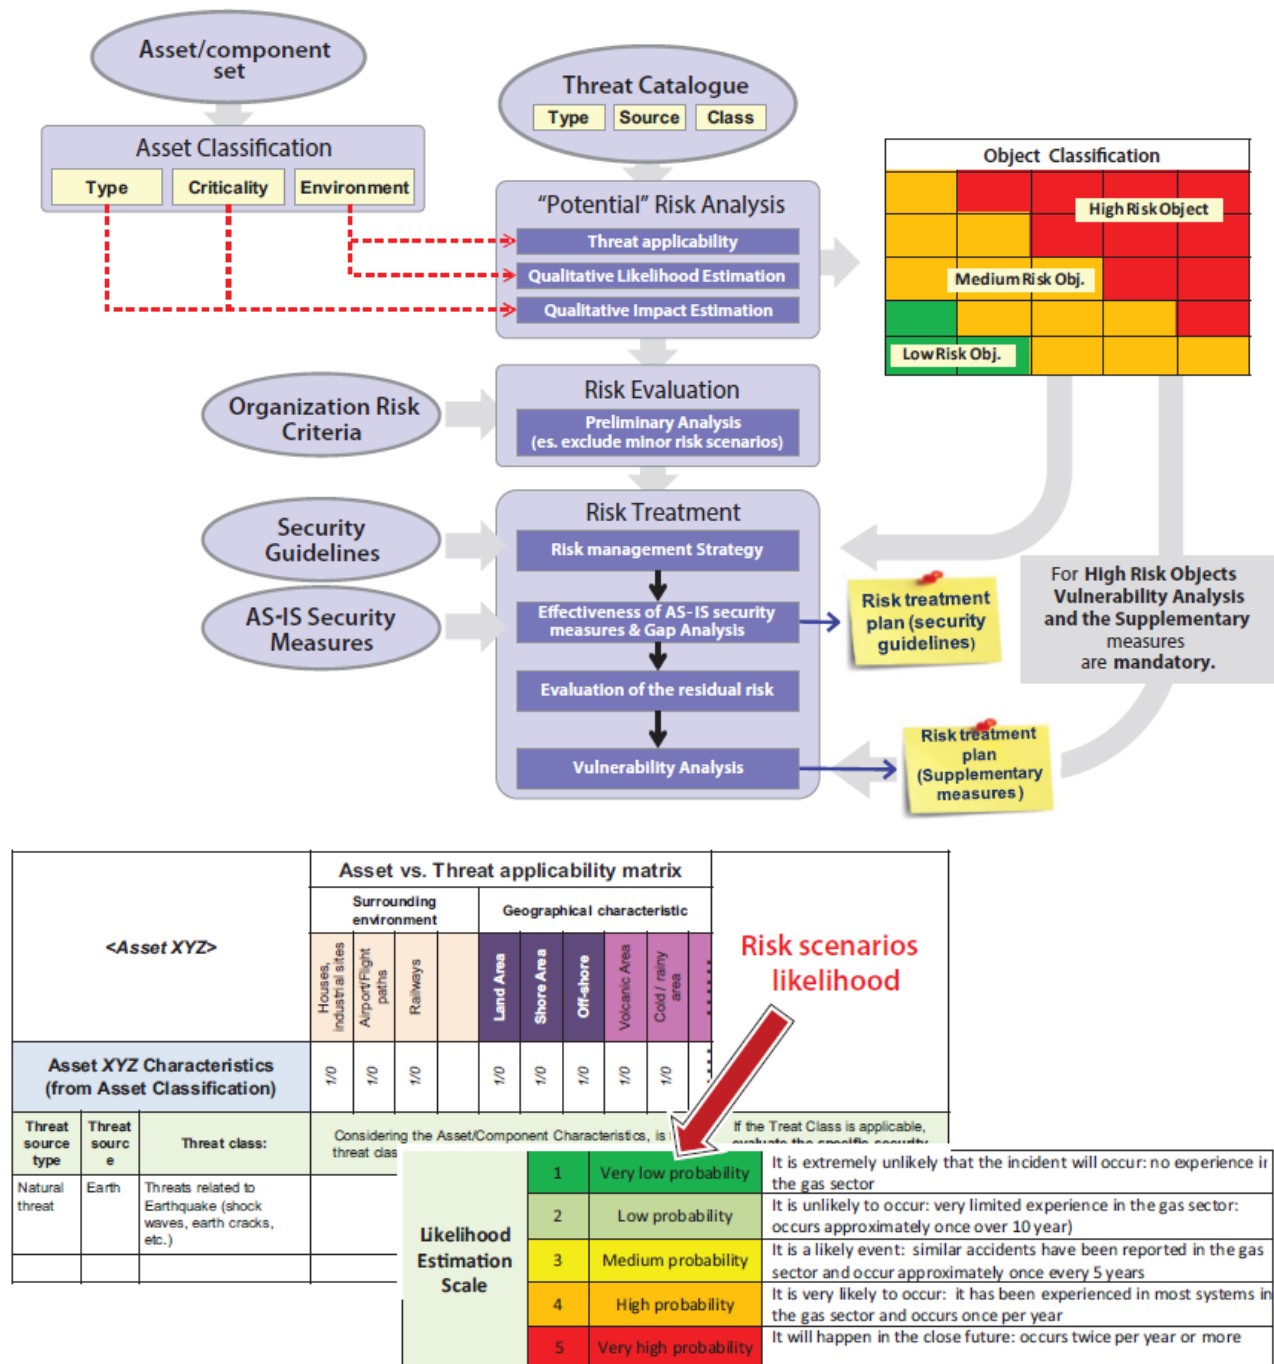 Asset/component
set
Threat Catalogue
Type Source Class
Asset Classification
Type Criticality Environment
"Potential" Risk Analysis
Threat applicability
Qualitative Likelihood Estimation
Qualitative Impact Estimation
Object Classification
High Risk Object
Medium Risk Obj.
Low Risk Obj.
Organization Risk
Criteria
Risk Evaluation
Preliminary Analysis
(es. exclude minor risk scenarios)
Security
Guidelines
AS-IS Security
Measures
Risk Treatment
Risk management Strategy
Effectiveness of AS-IS security
measures & Gap Analysis
Evaluation of the residual risk
Vulnerability Analysis
Risk treatment
plan (security
guidelines)
For High Risk Objects
Vulnerability Analysis
and the Supplementary
measures
are mandatory.
Risk treatment
plan
(Supplementary
measures)
Asset vs. Threat applicability matrix
Surrounding
environment
Geographical characteristic
<Asset XYZ>
Houses,
industrial sites
Airport/Flight
paths
Railways
Land Area
Shore Area
Off-shore
Volcanic Area
Cold / rainy
area
......
Risk scenarios
likelihood
Asset XYZ Characteristics
(from Asset Classification)
1/0 1/0 1/0 1/0 1/0 1/0 1/0 1/0
Threat
source
type
Threat
sourc
e
Threat class:
Considering the Asset/Component Characteristics, is
threat clas
If the Treat Class is applicable,
evaluate the specific security
Natural
threat
Earth
Threats related to
Earthquake (shock
waves, earth cracks,
etc.)
Likelihood
Estimation
Scale
1 Very low probability
It is extremely unlikely that the incident will occur: no experience in
the gas sector
2 Low probability
It is unlikely to occur: very limited experience in the gas sector:
occurs approximately once over 10 year)
3 Medium probability
It is a likely event: similar accidents have been reported in the gas
sector and occur approximately once every 5 years
4 High probability
It is very likely to occur: it has been experienced in most systems in
the gas sector and occurs once per year
5 Very high probability
It will happen in the close future: occurs twice per year or more